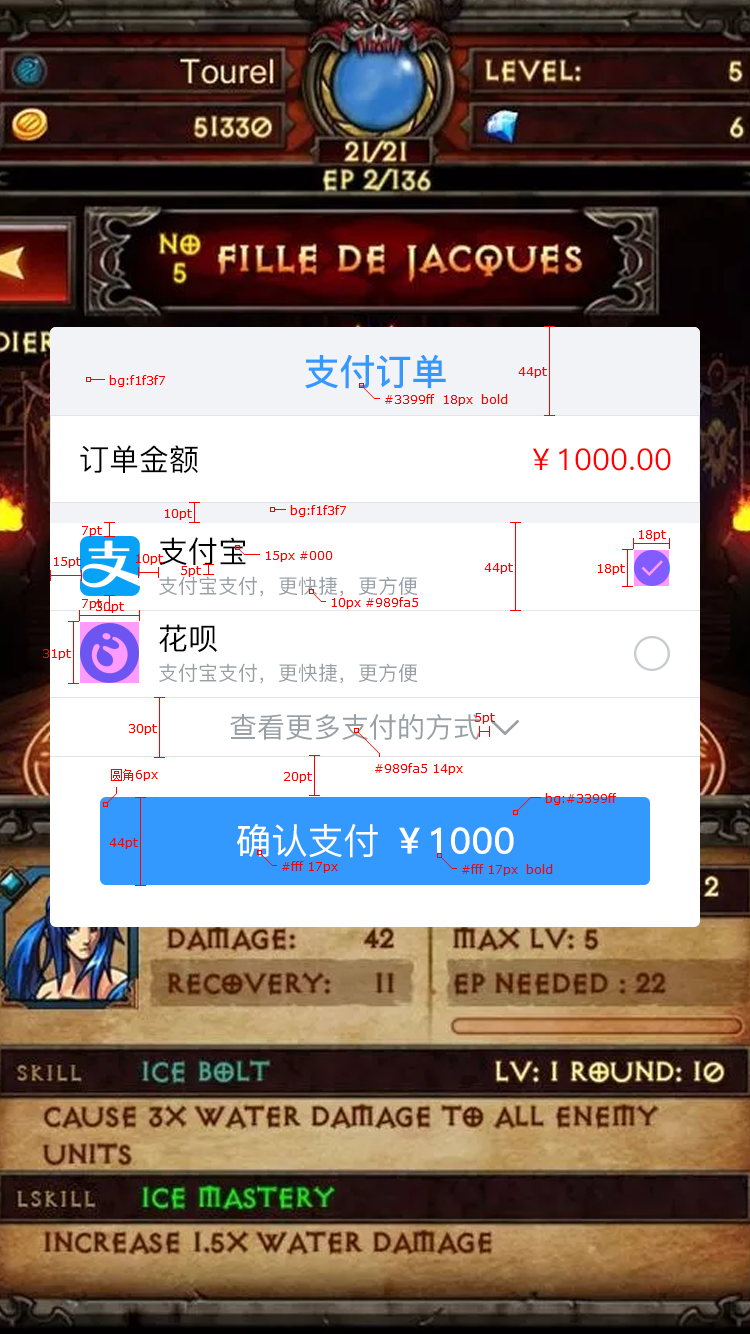 Tourel
LEVEL: 5
51330
6
21/21
EP 2/136
NO 5 FILLE DE JACQUES
DIER
支付订单
44pt
bg:f1f3f7
#3399ff 18px bold
订单金额
¥1000.00
10pt
bg:f1f3f7
7pt
支付宝
15px #000
18pt
15pt
10pt
5pt
44pt
18pt
支付宝支付，更快捷，更方便
10px #989fa5
7pt
30pt
花呗
31pt
支付宝支付，更快捷，更方便
30pt
查看更多支付的方式
5pt
#989fa5 14px
圆角6px
20pt
bg:#3399ff
44pt
确认支付 ¥1000
#fff 17px
#fff 17px bold
2
DAMAGE: 42
MAX LV: 5
RECOVERY: 11
EP NEEDED : 22
SKILL ICE BOLT LV: 1 ROUND: 10
CAUSE 3X WATER DAMAGE TO ALL ENEMY
UNITS
LSKILL ICE MASTERY
INCREASE 1.5X WATER DAMAGE